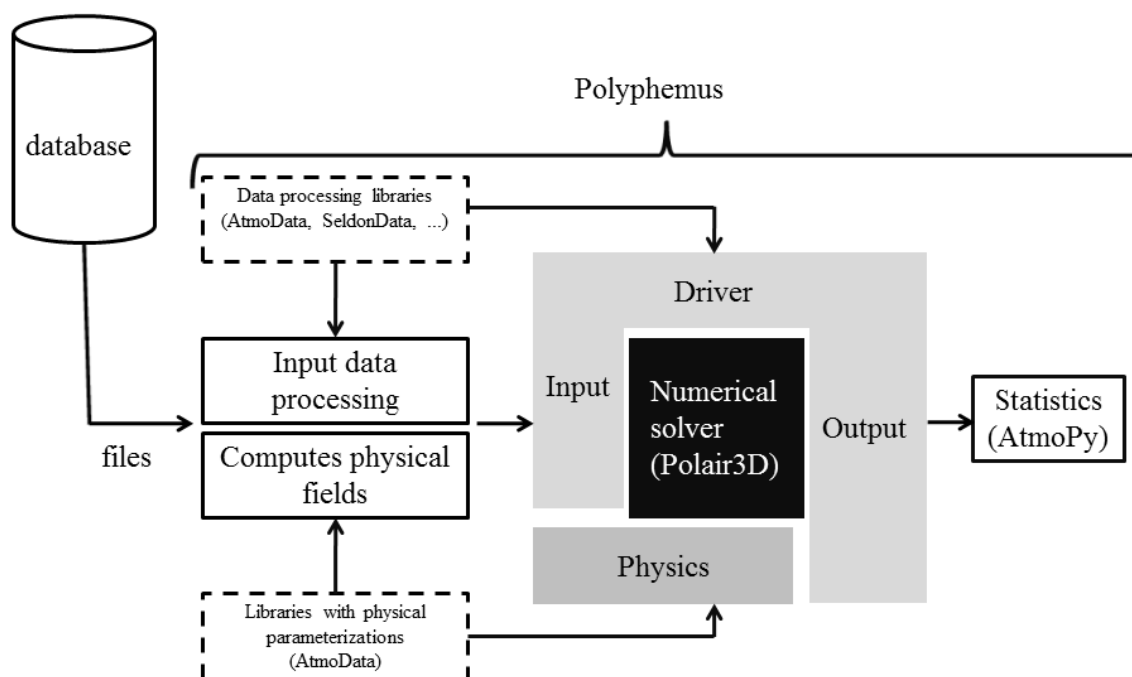 Polyphemus
database
Data processing libraries
(AtmoData, SeldonData, ...)
Driver
Input data
processing
Input
Numerical
solver
(Polair3D)
Output
Statistics
(AtmoPy)
files
Computes physical
fields
Physics
Libraries with physical
parameterizations
(AtmoData)